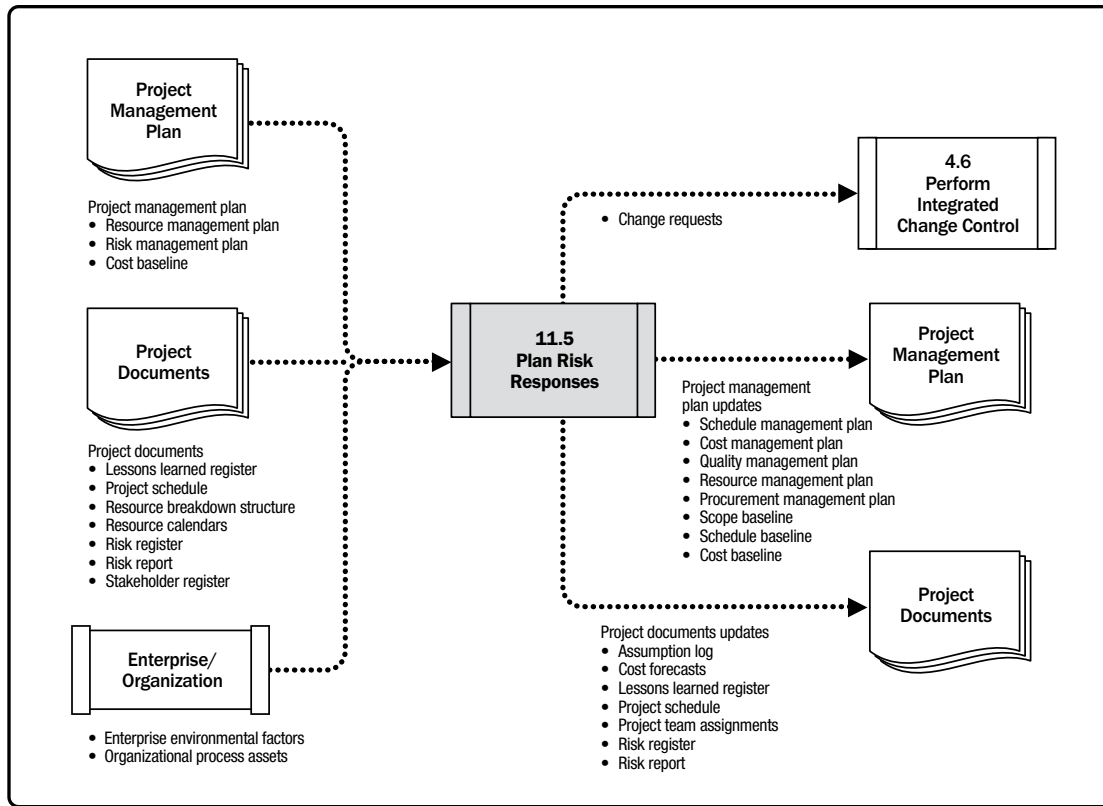 Project
Management
Plan
Project management plan
• Resource management plan
• Risk management plan
• Cost baseline
Project
Documents
Project documents
• Lessons learned register
• Project schedule
• Resource breakdown structure
• Resource calendars
• Risk register
• Risk report
• Stakeholder register
Enterprise/
Organization
• Enterprise environmental factors
• Organizational process assets
11.5
Plan Risk
Responses
• Change requests
4.6
Perform
Integrated
Change Control
Project management
plan updates
• Schedule management plan
• Cost management plan
• Quality management plan
• Resource management plan
• Procurement management plan
• Scope baseline
• Schedule baseline
• Cost baseline
Project
Management
Plan
Project documents updates
• Assumption log
• Cost forecasts
• Lessons learned register
• Project schedule
• Project team assignments
• Risk register
• Risk report
Project
Documents